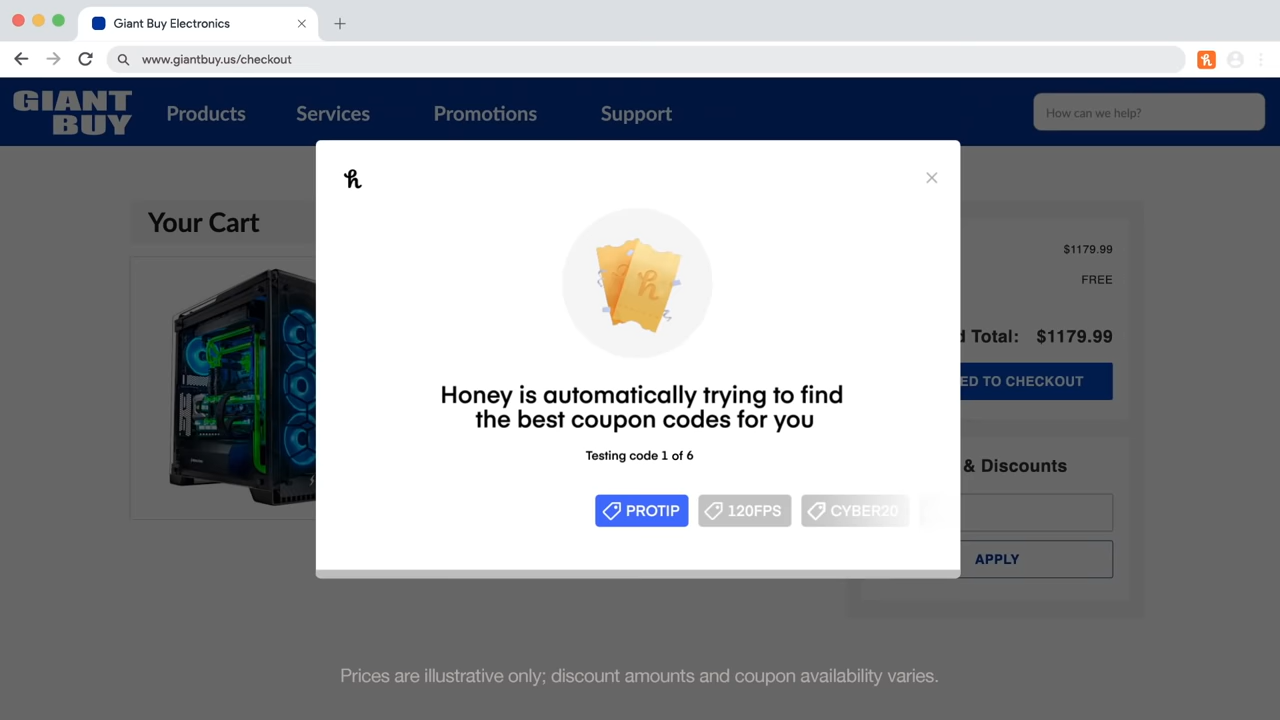 Giant Buy Electronics
www.giantbuy.us/checkout
GIANT
BUY
Products
Services
Promotions
Support
How can we help?
Your Cart
$1179.99
FREE
d Total: $1179.99
ED TO CHECKOUT
& Discounts
APPLY
h
Honey is automatically trying to find
the best coupon codes for you
Testing code 1 of 6
PROTIP
120FPS
CYBER20
Prices are illustrative only; discount amounts and coupon availability varies.